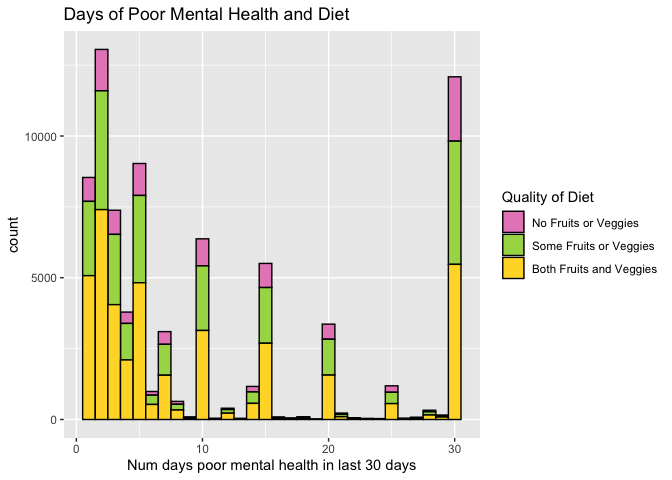 Days of Poor Mental Health and Diet
10000
5000
0
count
0 10 20 30
Num days poor mental health in last 30 days
Quality of Diet
No Fruits or Veggies
Some Fruits or Veggies
Both Fruits and Veggies